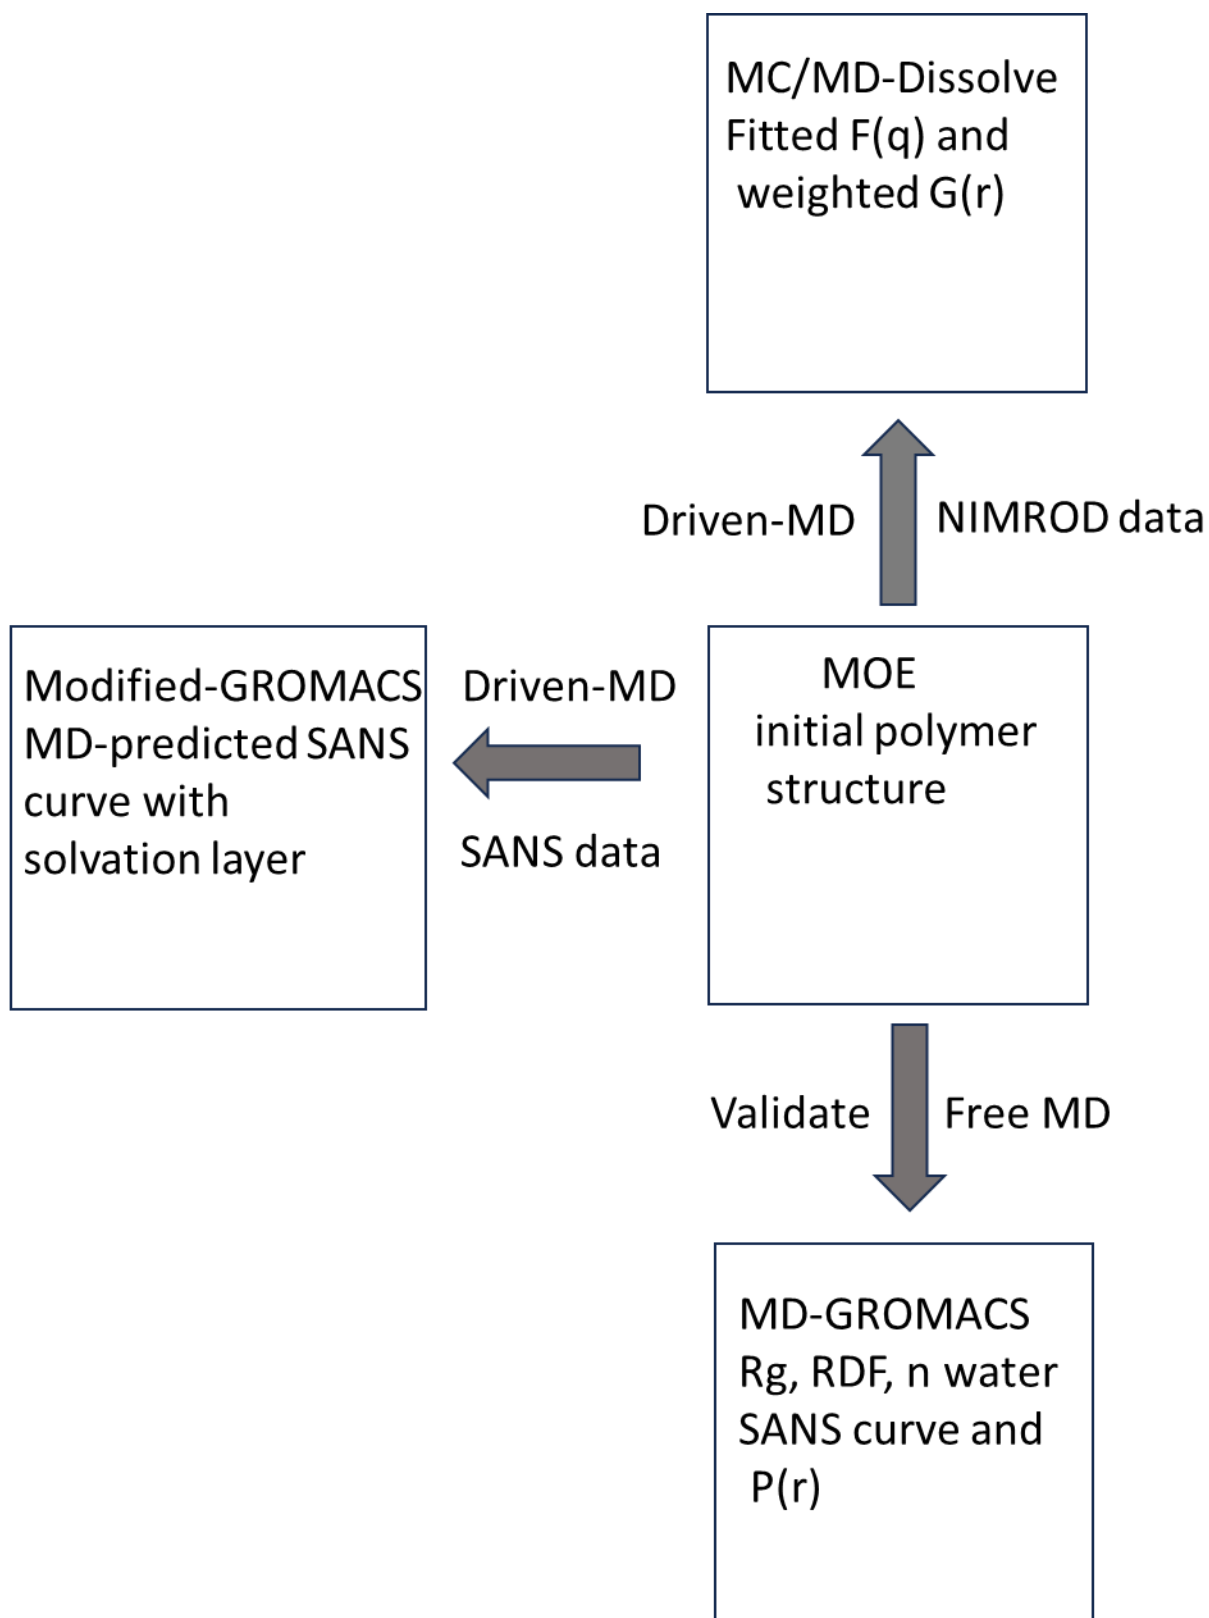 MC/MD-Dissolve
Fitted F(q) and
weighted G(r)
Driven-MD
NIMROD data
Modified-GROMACS
MD-predicted SANS
curve with
solvation layer
Driven-MD
SANS data
MOE
initial polymer
structure
Validate
Free MD
MD-GROMACS
Rg, RDF, n water
SANS curve and
P(r)